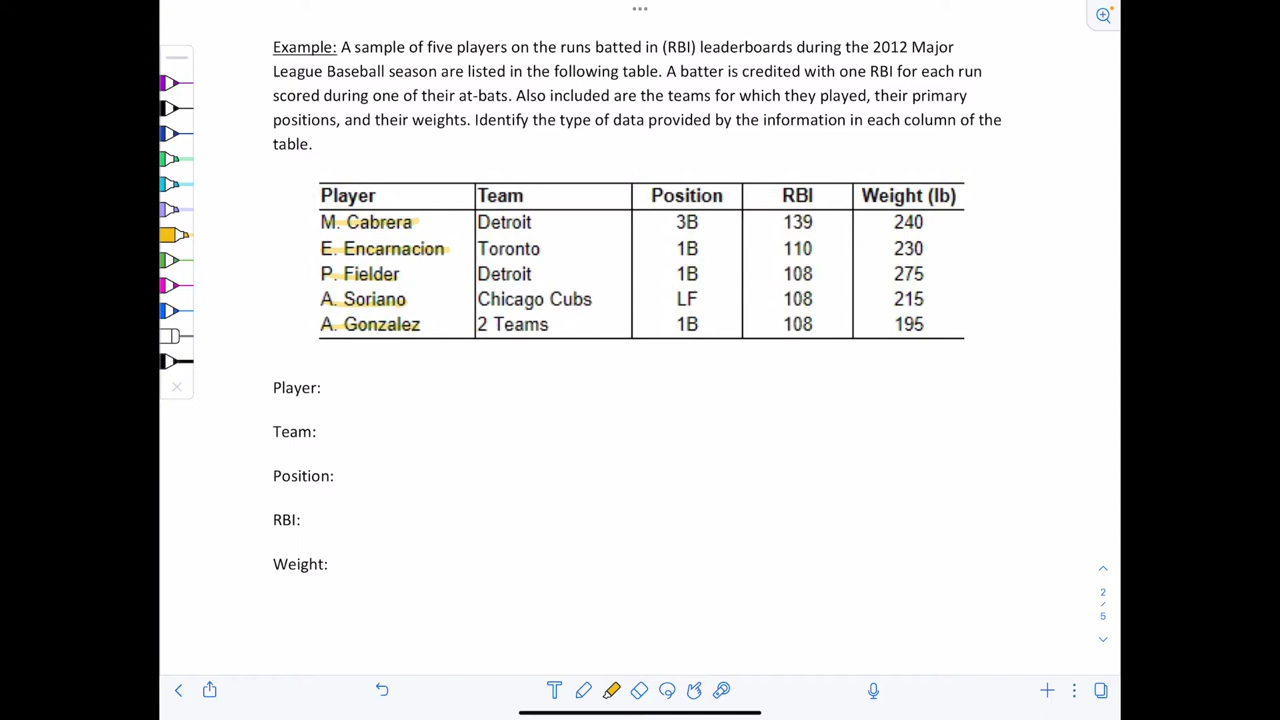 Example: A sample of five players on the runs batted in (RBI) leaderboards during the 2012 Major
League Baseball season are listed in the following table. A batter is credited with one RBI for each run
scored during one of their at-bats. Also included are the teams for which they played, their primary
positions, and their weights. Identify the type of data provided by the information in each column of the
table.
Player Team Position RBI Weight (lb)
M. Cabrera Detroit 3B 139 240
E. Encarnacion Toronto 1B 110 230
P. Fielder Detroit 1B 108 275
A. Soriano Chicago Cubs LF 108 215
A. Gonzalez 2 Teams 1B 108 195
Player:
Team:
Position:
RBI:
Weight:
2
/
5